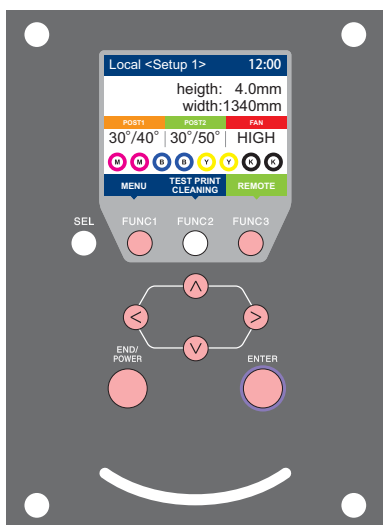 Local <Setup 1> 12:00
heigth: 4.0mm
width:1340mm
POST1 POST2 FAN
30°/40° 30°/50° HIGH
M M B B Y Y K K
MENU TEST PRINT CLEANING REMOTE
SEL FUNC1 FUNC2 FUNC3
< ∧ > ∨
END/
POWER
ENTER